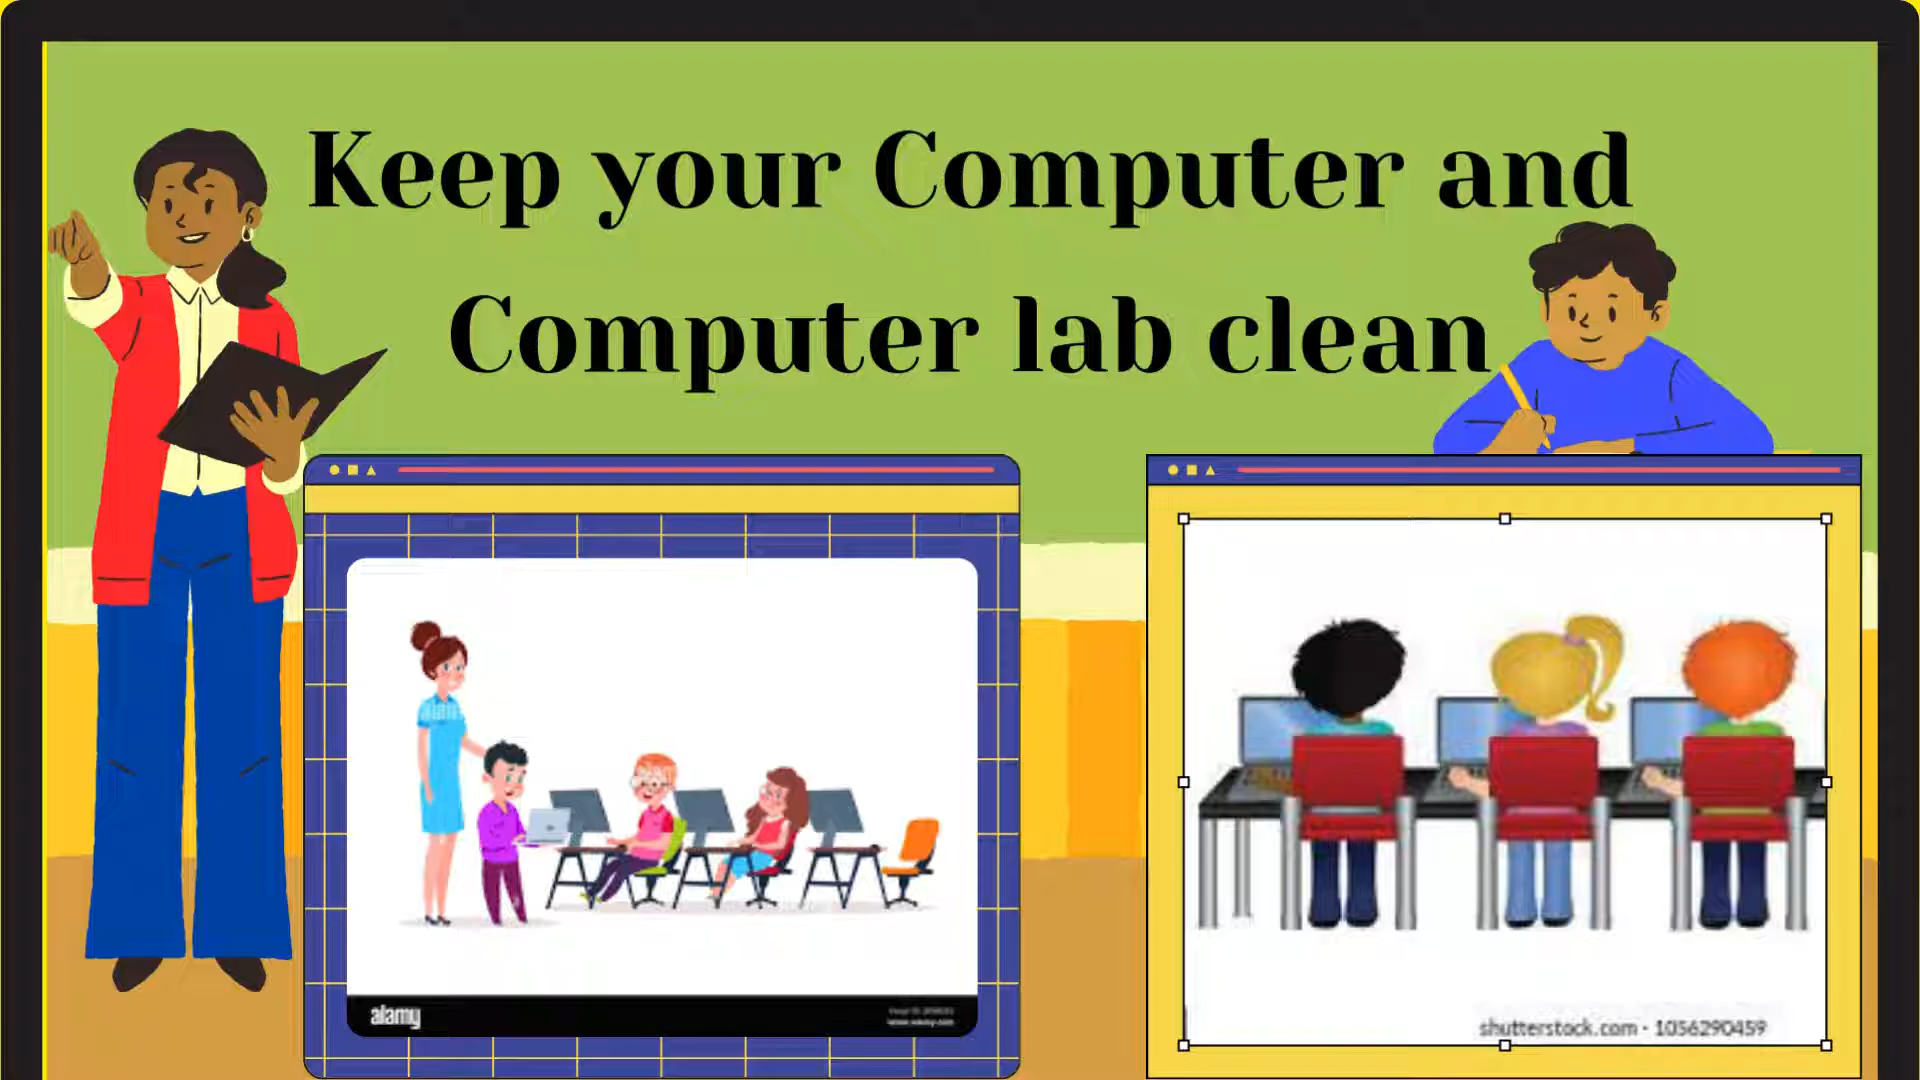 Keep your Computer and
Computer lab clean
alamy
shutterstock.com · 1056290459